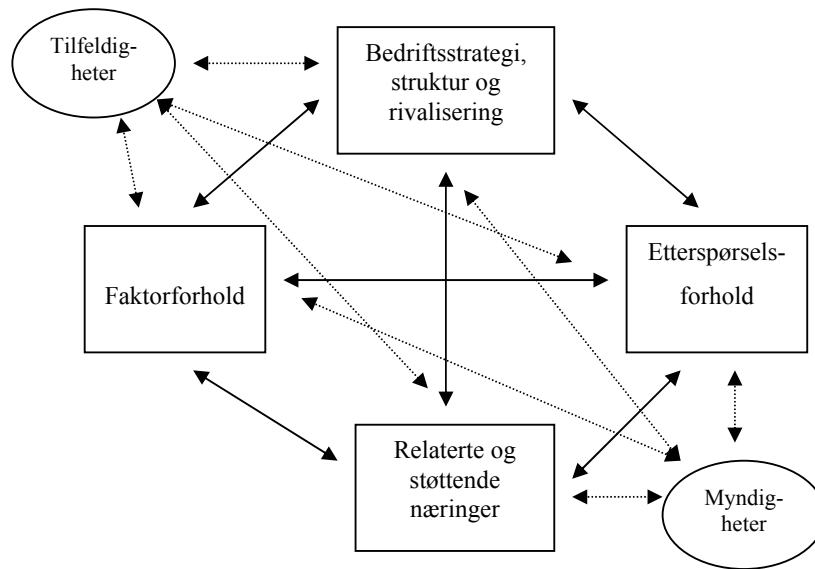 Tilfeldig-
heter
Bedriftsstrategi,
struktur og
rivalisering
Faktorforhold
Etterspørsels-
forhold
Relaterte og
støttende
næringer
Myndig-
heter